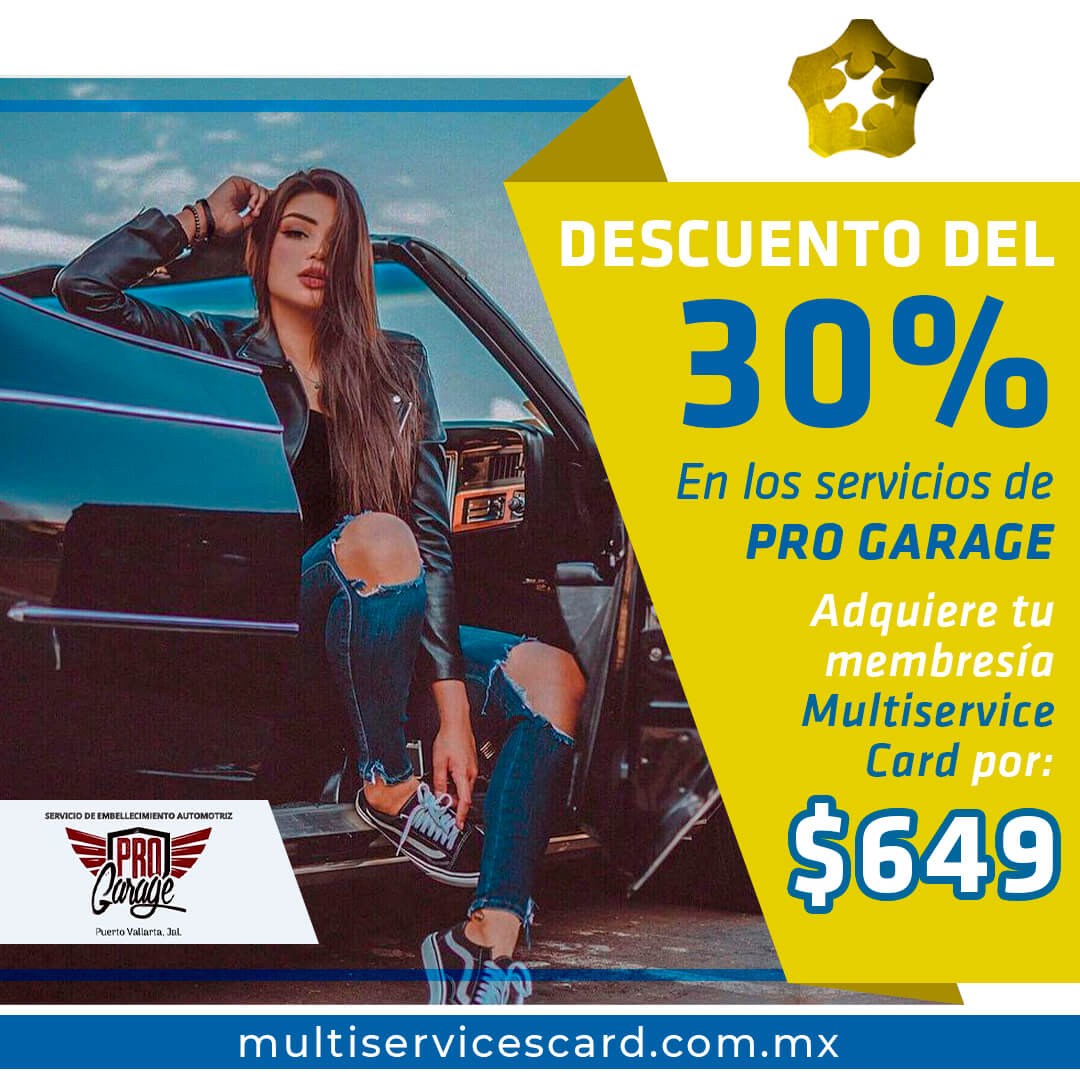 DESCUENTO DEL
30%
En los servicios de
PRO GARAGE
Adquiere tu
membresía
Multiservice
Card por:
$649
SERVICIO DE EMBELLECIMIENTO AUTOMOTRIZ
PRO
Garage
Puerto Vallarta, Jal.
multiservicescard.com.mx